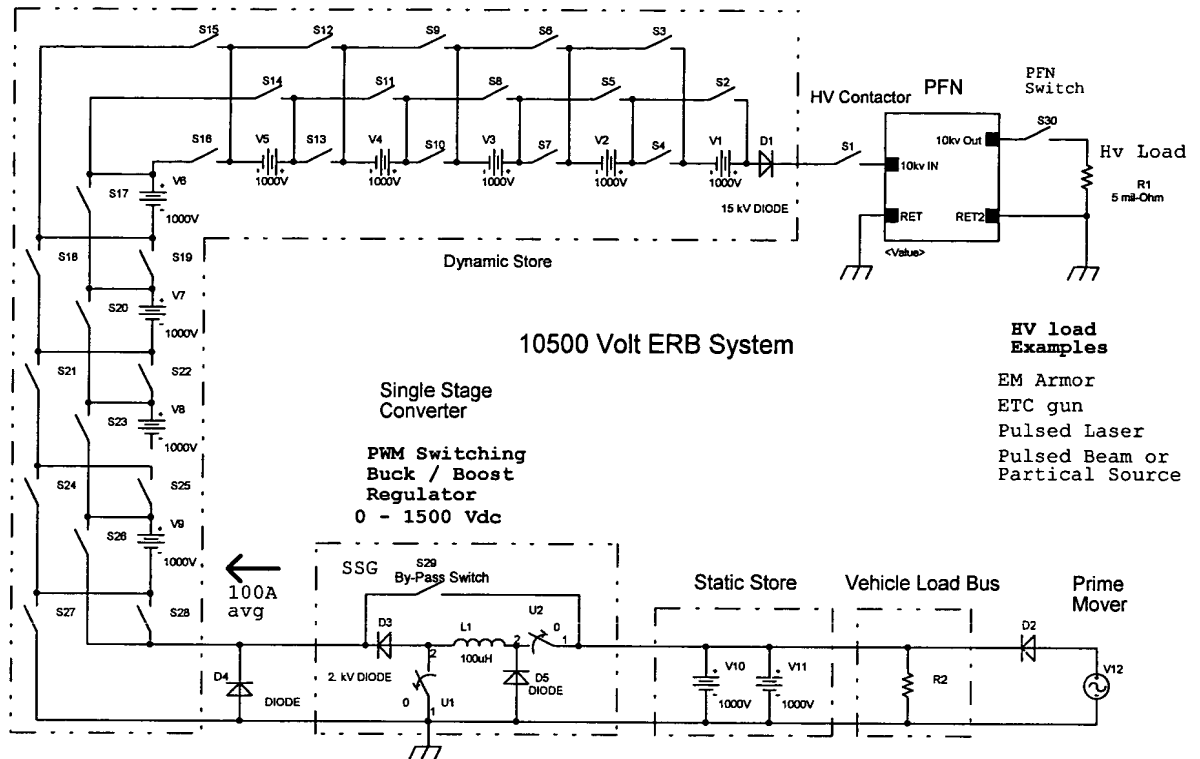 S15
S12
S9
S6
S3
S14
S11
S8
S5
S2
HV Contactor
PFN
PFN
Switch
S16
V5
S13
V4
S10
V3
S7
V2
S4
V1
D1
S1
10kv Out
S30
Hv Load
1000V
1000V
1000V
1000V
1000V
10kv IN
R1
5 mil-Ohm
S17
V6
1000V
15 kV DIODE
RET
RET2
<Value>
S18
S19
Dynamic Store
V7
S20
1000V
10500 Volt ERB System
HV load
Examples
EM Armor
ETC gun
Pulsed Laser
Pulsed Beam or
Partical Source
S21
S22
V8
S23
1000V
Single Stage
Converter
PWM Switching
Buck / Boost
Regulator
0 - 1500 Vdc
S24
S25
V9
S26
1000V
S27
S28
100A
avg
SSG
S29
By-Pass Switch
U2
0
1
D3
L1
100uH
2
2
2. kV DIODE
D5
DIODE
0
U1
1
D4
DIODE
Static Store
V10
V11
1000V
1000V
Vehicle Load Bus
R2
Prime
Mover
D2
V12